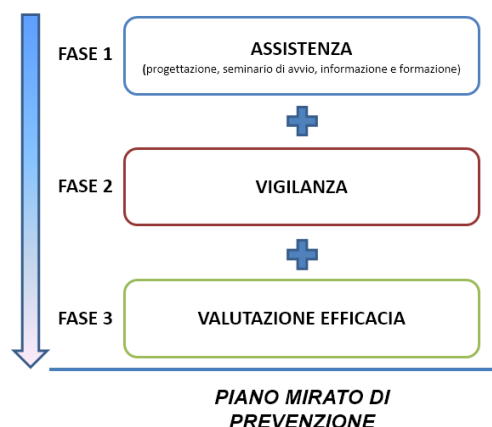 FASE 1
ASSISTENZA
(progettazione, seminario di avvio, informazione e formazione)
FASE 2
VIGILANZA
FASE 3
VALUTAZIONE EFFICACIA
PIANO MIRATO DI
PREVENZIONE